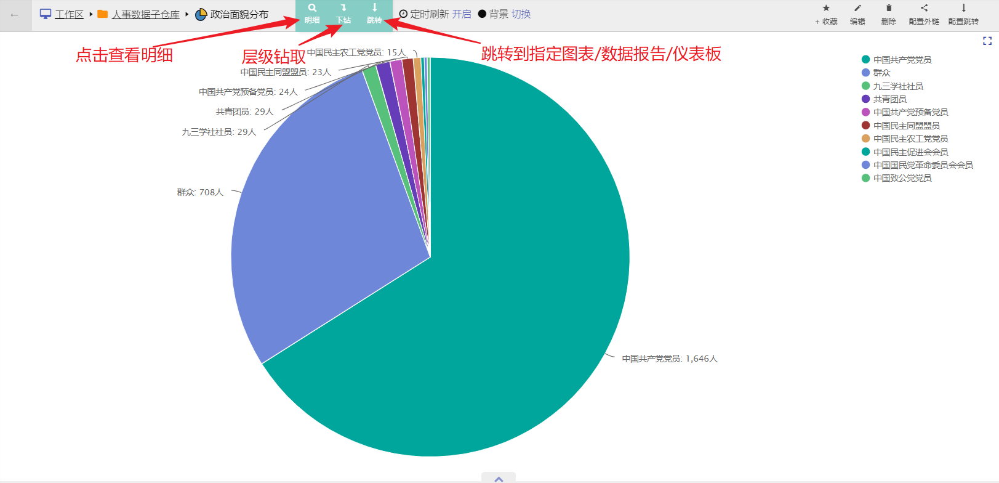 ← 工作区 人事数据子仓库 政治面貌分布
明细 下钻 跳转
定时刷新 开启 背景 切换
+ 收藏 编辑 删除 配置外链 配置跳转
点击查看明细
层级钻取
跳转到指定图表/数据报告/仪表板
中国民主农工党党员: 15人
中国民主同盟盟员: 23人
中国共产党预备党员: 24人
共青团员: 29人
九三学社社员: 29人
群众: 708人
中国共产党党员: 1,646人
中国共产党党员
群众
九三学社社员
共青团员
中国共产党预备党员
中国民主同盟盟员
中国民主农工党党员
中国民主促进会会员
中国国民党革命委员会会员
中国致公党党员